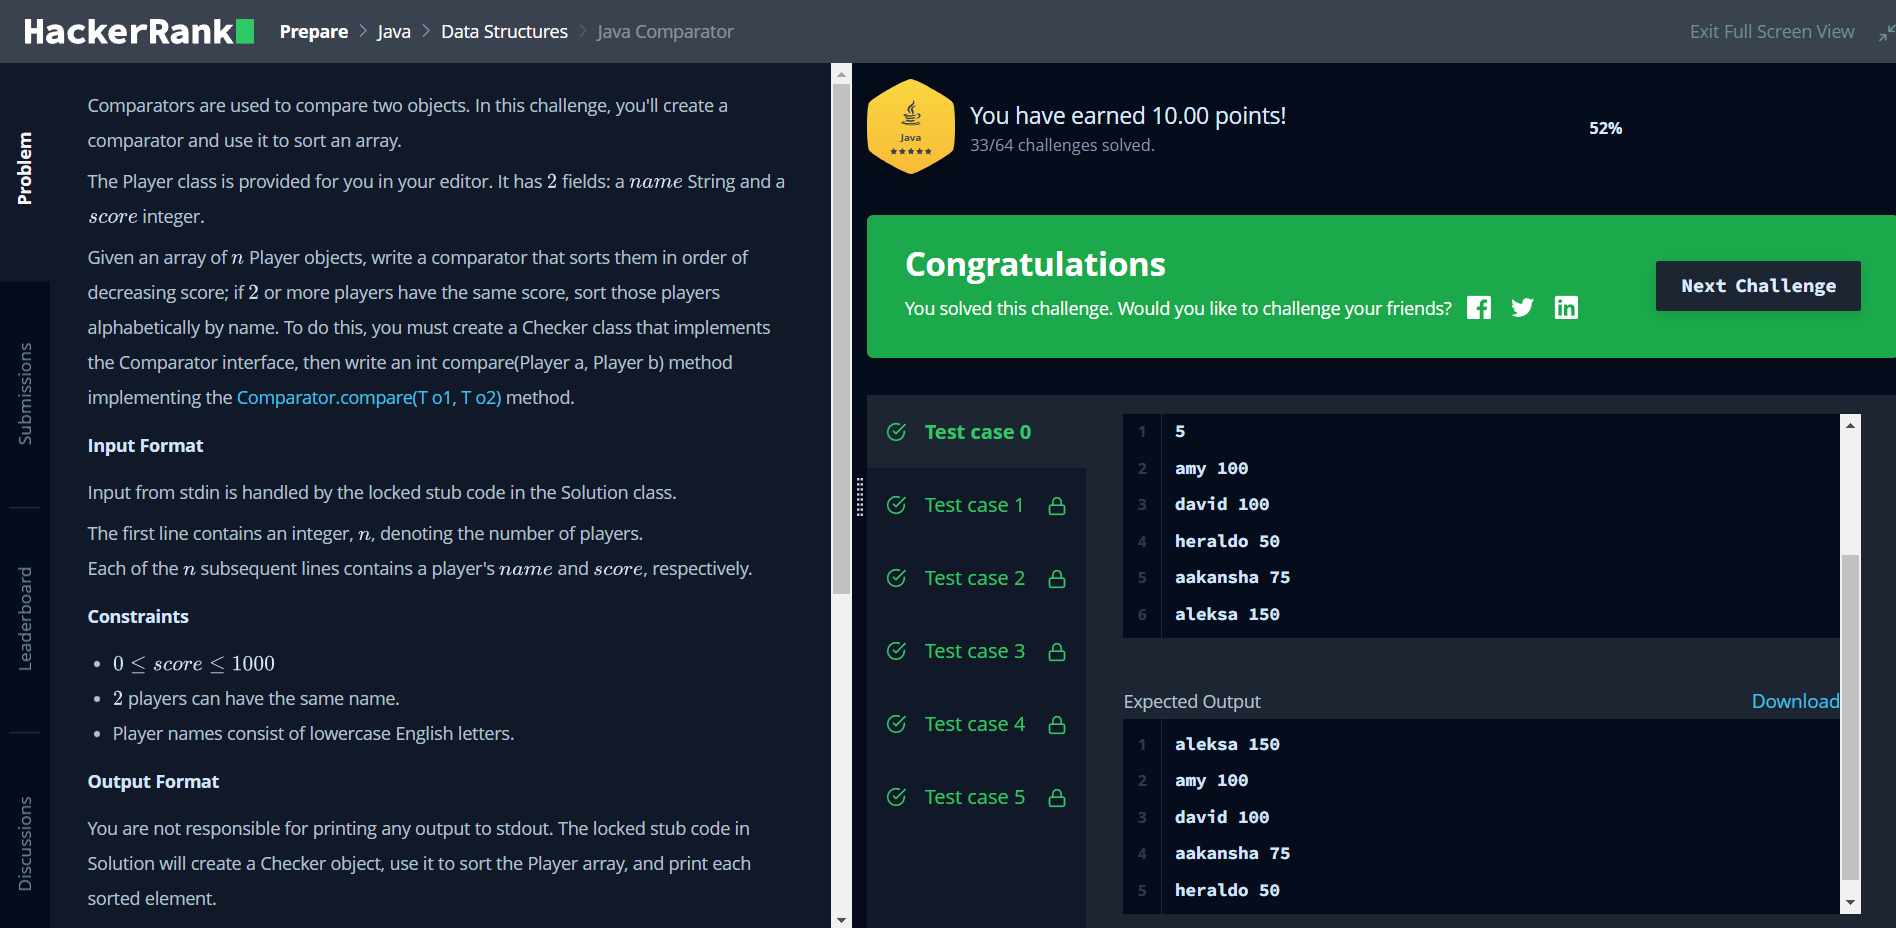 HackerRank Prepare > Java > Data Structures > Java Comparator Exit Full Screen View
Problem
Submissions
Leaderboard
Discussions
Comparators are used to compare two objects. In this challenge, you'll create a
comparator and use it to sort an array.
The Player class is provided for you in your editor. It has 2 fields: a name String and a
score integer.
Given an array of n Player objects, write a comparator that sorts them in order of
decreasing score; if 2 or more players have the same score, sort those players
alphabetically by name. To do this, you must create a Checker class that implements
the Comparator interface, then write an int compare(Player a, Player b) method
implementing the Comparator.compare(T o1, T o2) method.
Input Format
Input from stdin is handled by the locked stub code in the Solution class.
The first line contains an integer, n, denoting the number of players.
Each of the n subsequent lines contains a player's name and score, respectively.
Constraints
• 0 ≤ score ≤ 1000
• 2 players can have the same name.
• Player names consist of lowercase English letters.
Output Format
You are not responsible for printing any output to stdout. The locked stub code in
Solution will create a Checker object, use it to sort the Player array, and print each
sorted element.
Java
You have earned 10.00 points!
33/64 challenges solved.
52%
Congratulations
You solved this challenge. Would you like to challenge your friends?
Next Challenge
Test case 0
Test case 1
Test case 2
Test case 3
Test case 4
Test case 5
1 5
2 amy 100
3 david 100
4 heraldo 50
5 aakansha 75
6 aleksa 150
Expected Output Download
1 aleksa 150
2 amy 100
3 david 100
4 aakansha 75
5 heraldo 50